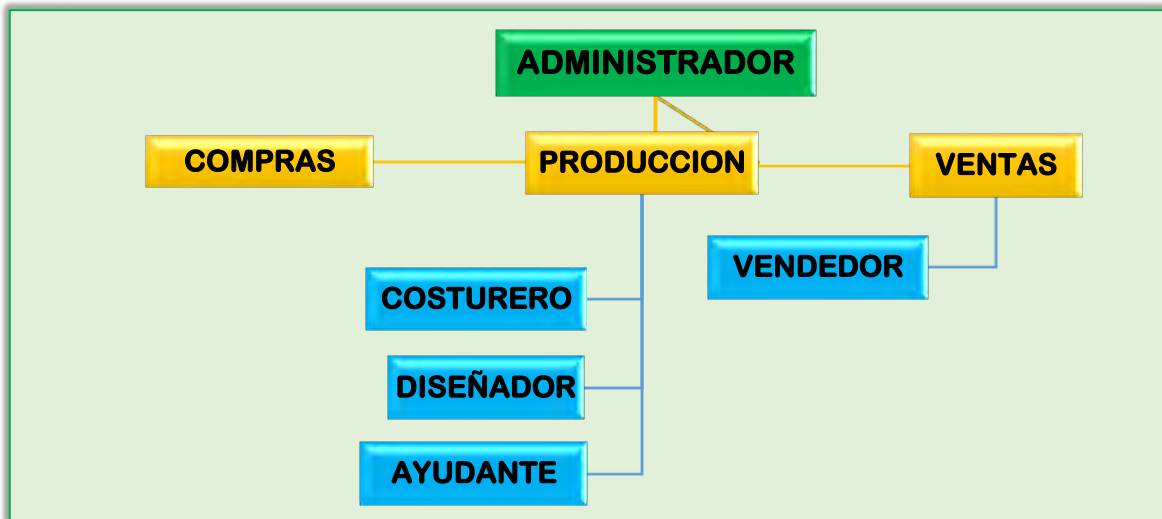 ADMINISTRADOR
COMPRAS
PRODUCCION
VENTAS
VENDEDOR
COSTURERO
DISEÑADOR
AYUDANTE